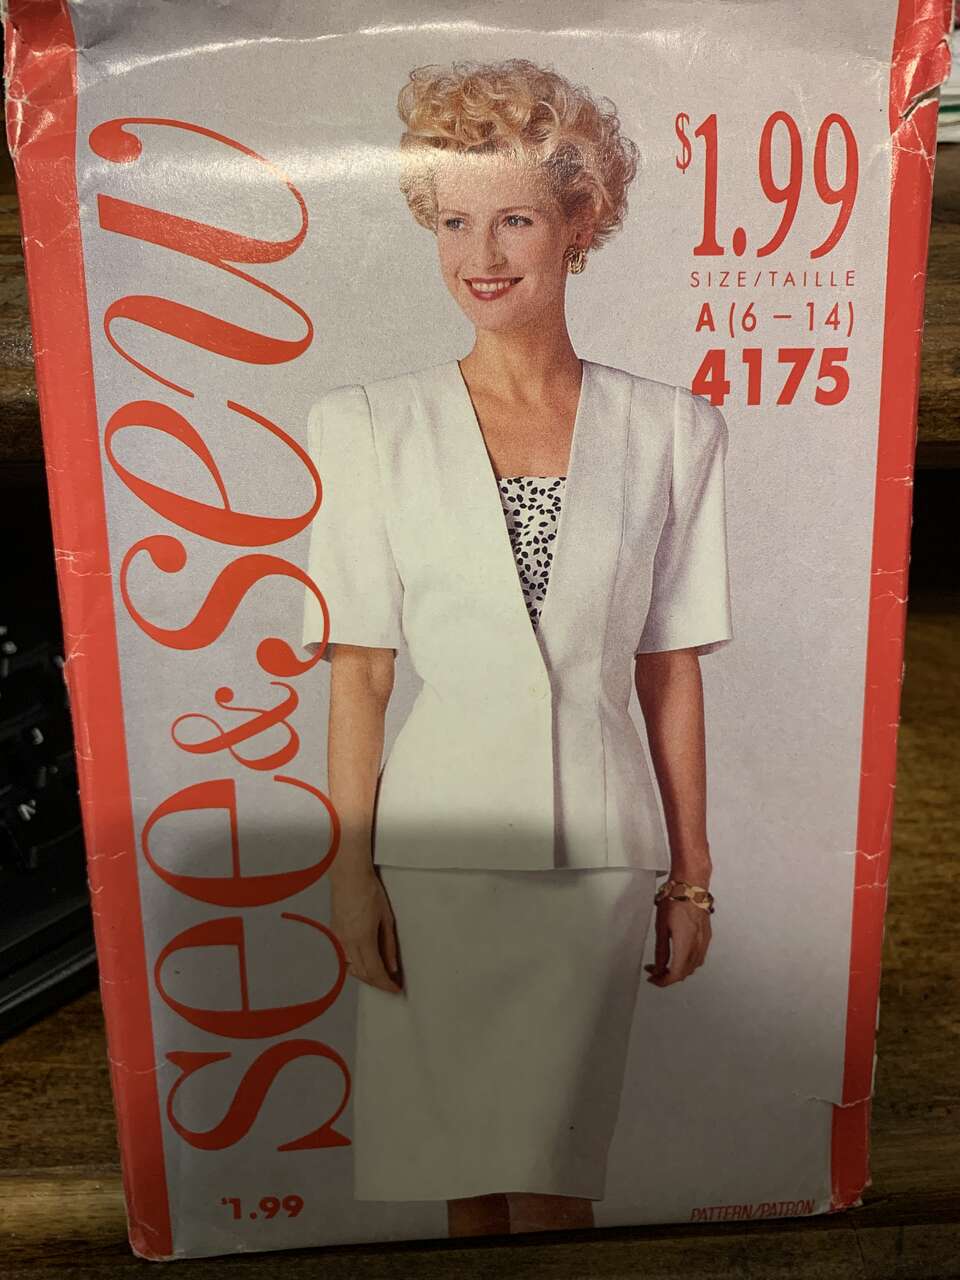 see & sew
$1.99
SIZE/TAILLE
A (6 – 14)
4175
$1.99
PATTERN/PATRON